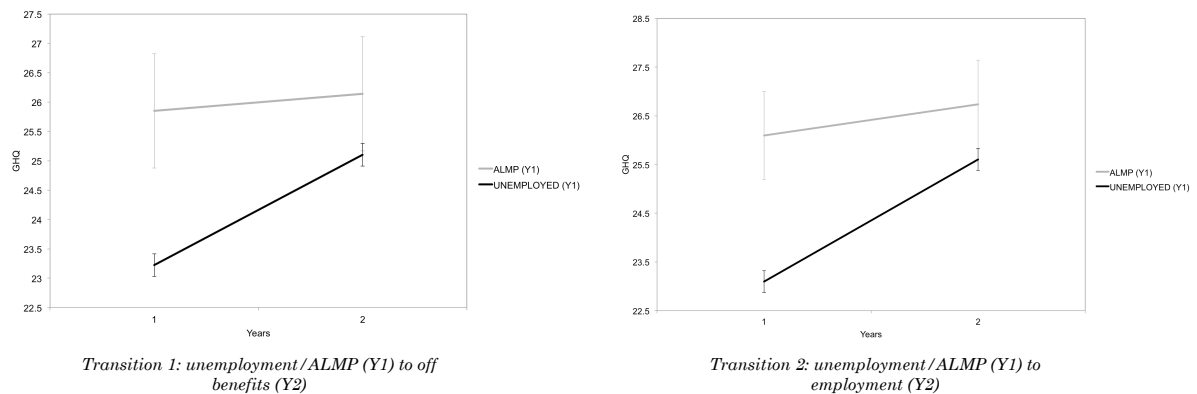 27.5
27
26.5
26
25.5
25
24.5
24
23.5
23
22.5
GHQ
1
2
Years
ALMP (Y1)
UNEMPLOYED (Y1)
Transition 1: unemployment/ALMP (Y1) to off
benefits (Y2)
28.5
27.5
26.5
25.5
24.5
23.5
22.5
GHQ
1
2
Years
ALMP (Y1)
UNEMPLOYED (Y1)
Transition 2: unemployment/ALMP (Y1) to
employment (Y2)